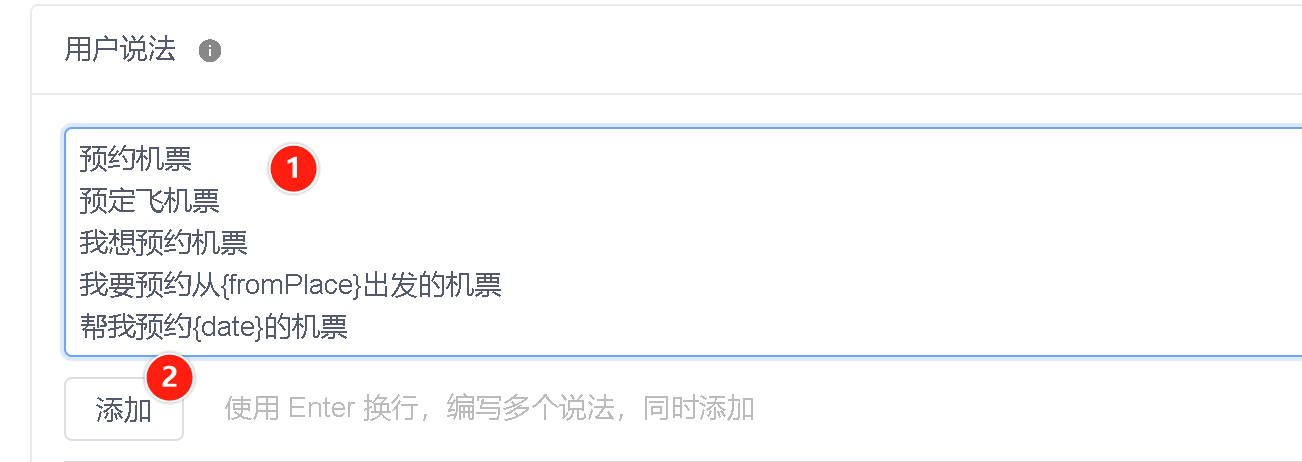 用户说法
预约机票
1
预定飞机票
我想预约机票
我要预约从{fromPlace}出发的机票
帮我预约{date}的机票
2
添加 使用 Enter 换行，编写多个说法，同时添加